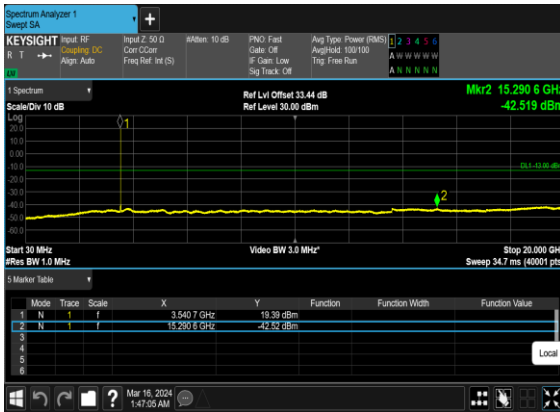 Spectrum Analyzer 1
Swept SA
+
KEYSIGHT Input: RF Input Z: 50 Ω #Atten: 10 dB PNO: Fast Avg Type: Power (RMS) 1 2 3 4 5 6
R T Coupling: DC Corr CCorr Gate: Off Avg|Hold: 100/100 A W W W W W
Align: Auto Freq Ref: Int (S) IF Gain: Low Trig: Free Run
Sig Track: Off A N N N N N
LXI
1 Spectrum Ref Lvl Offset 33.44 dB Mkr2 15.290 6 GHz
Scale/Div 10 dB Ref Level 30.00 dBm -42.519 dBm
Log
1
20.0
10.0
0.00
-10.0
DL1 -13.00 dBm
-20.0
-30.0
2
-40.0
-50.0
-60.0
Start 30 MHz Video BW 3.0 MHz* Stop 20.000 GHz
#Res BW 1.0 MHz Sweep 34.7 ms (40001 pts)
5 Marker Table
Mode Trace Scale X Y Function Function Width Function Value
1 N 1 f 3.540 7 GHz 19.39 dBm
2 N 1 f 15.290 6 GHz -42.52 dBm
3
4
5
6
Local
? Mar 16, 2024
1:47:05 AM